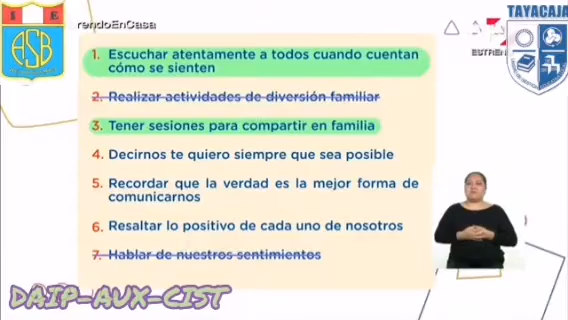 I E
ASB
rendoEnCasa
TAYACAJA
ESTREN
1. Escuchar atentamente a todos cuando cuentan
cómo se sienten
2. Realizar actividades de diversión familiar
3. Tener sesiones para compartir en familia
4. Decirnos te quiero siempre que sea posible
5. Recordar que la verdad es la mejor forma de
comunicarnos
6. Resaltar lo positivo de cada uno de nosotros
7. Hablar de nuestros sentimientos
DAIP-AUX-CIST